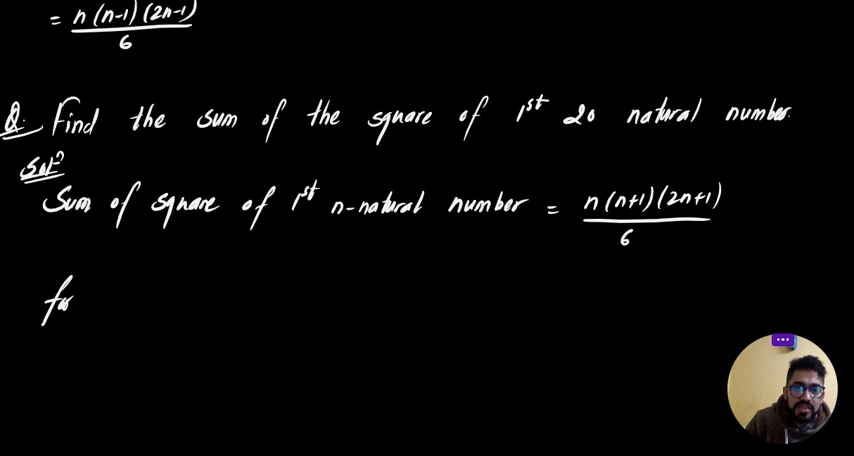 = n(n-1)(2n-1)/6
Q. Find the sum of the square of 1st 20 natural number.
Sol?
Sum of square of 1st n-natural number = n(n+1)(2n+1)/6
for